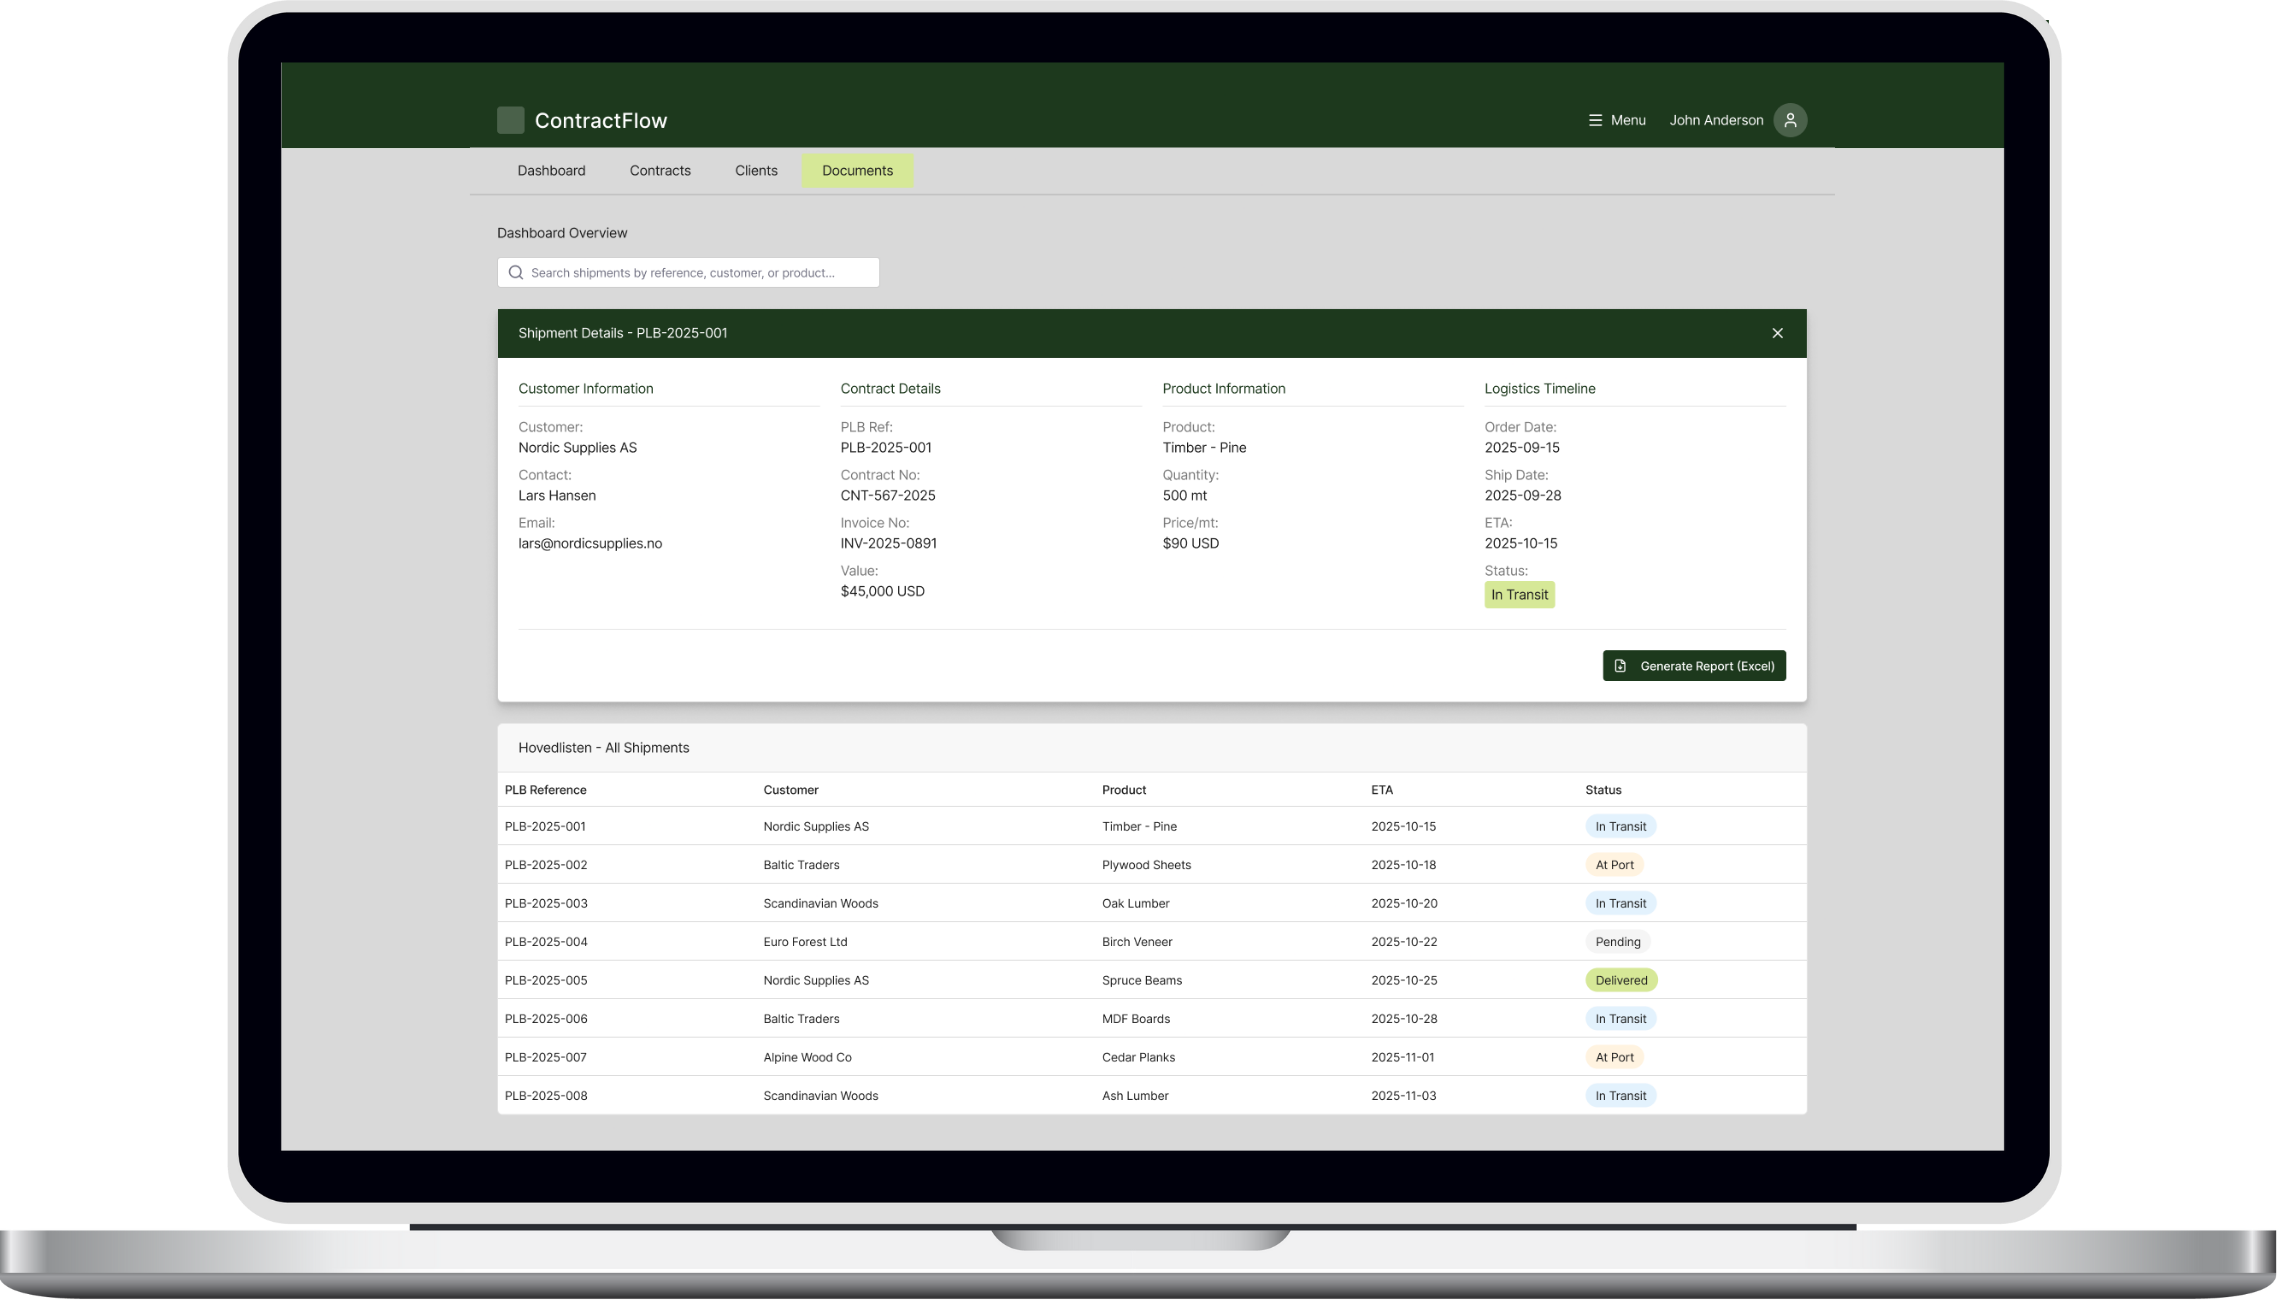 ContractFlow
Menu
John Anderson
Dashboard
Contracts
Clients
Documents
Dashboard Overview
Search shipments by reference, customer, or product...
Shipment Details - PLB-2025-001
Customer Information
Customer:
Nordic Supplies AS
Contact:
Lars Hansen
Email:
lars@nordicsupplies.no
Contract Details
PLB Ref:
PLB-2025-001
Contract No:
CNT-567-2025
Invoice No:
INV-2025-0891
Value:
$45,000 USD
Product Information
Product:
Timber - Pine
Quantity:
500 mt
Price/mt:
$90 USD
Logistics Timeline
Order Date:
2025-09-15
Ship Date:
2025-09-28
ETA:
2025-10-15
Status:
In Transit
Generate Report (Excel)
Hovedlisten - All Shipments
PLB Reference Customer Product ETA Status
PLB-2025-001 Nordic Supplies AS Timber - Pine 2025-10-15 In Transit
PLB-2025-002 Baltic Traders Plywood Sheets 2025-10-18 At Port
PLB-2025-003 Scandinavian Woods Oak Lumber 2025-10-20 In Transit
PLB-2025-004 Euro Forest Ltd Birch Veneer 2025-10-22 Pending
PLB-2025-005 Nordic Supplies AS Spruce Beams 2025-10-25 Delivered
PLB-2025-006 Baltic Traders MDF Boards 2025-10-28 In Transit
PLB-2025-007 Alpine Wood Co Cedar Planks 2025-11-01 At Port
PLB-2025-008 Scandinavian Woods Ash Lumber 2025-11-03 In Transit